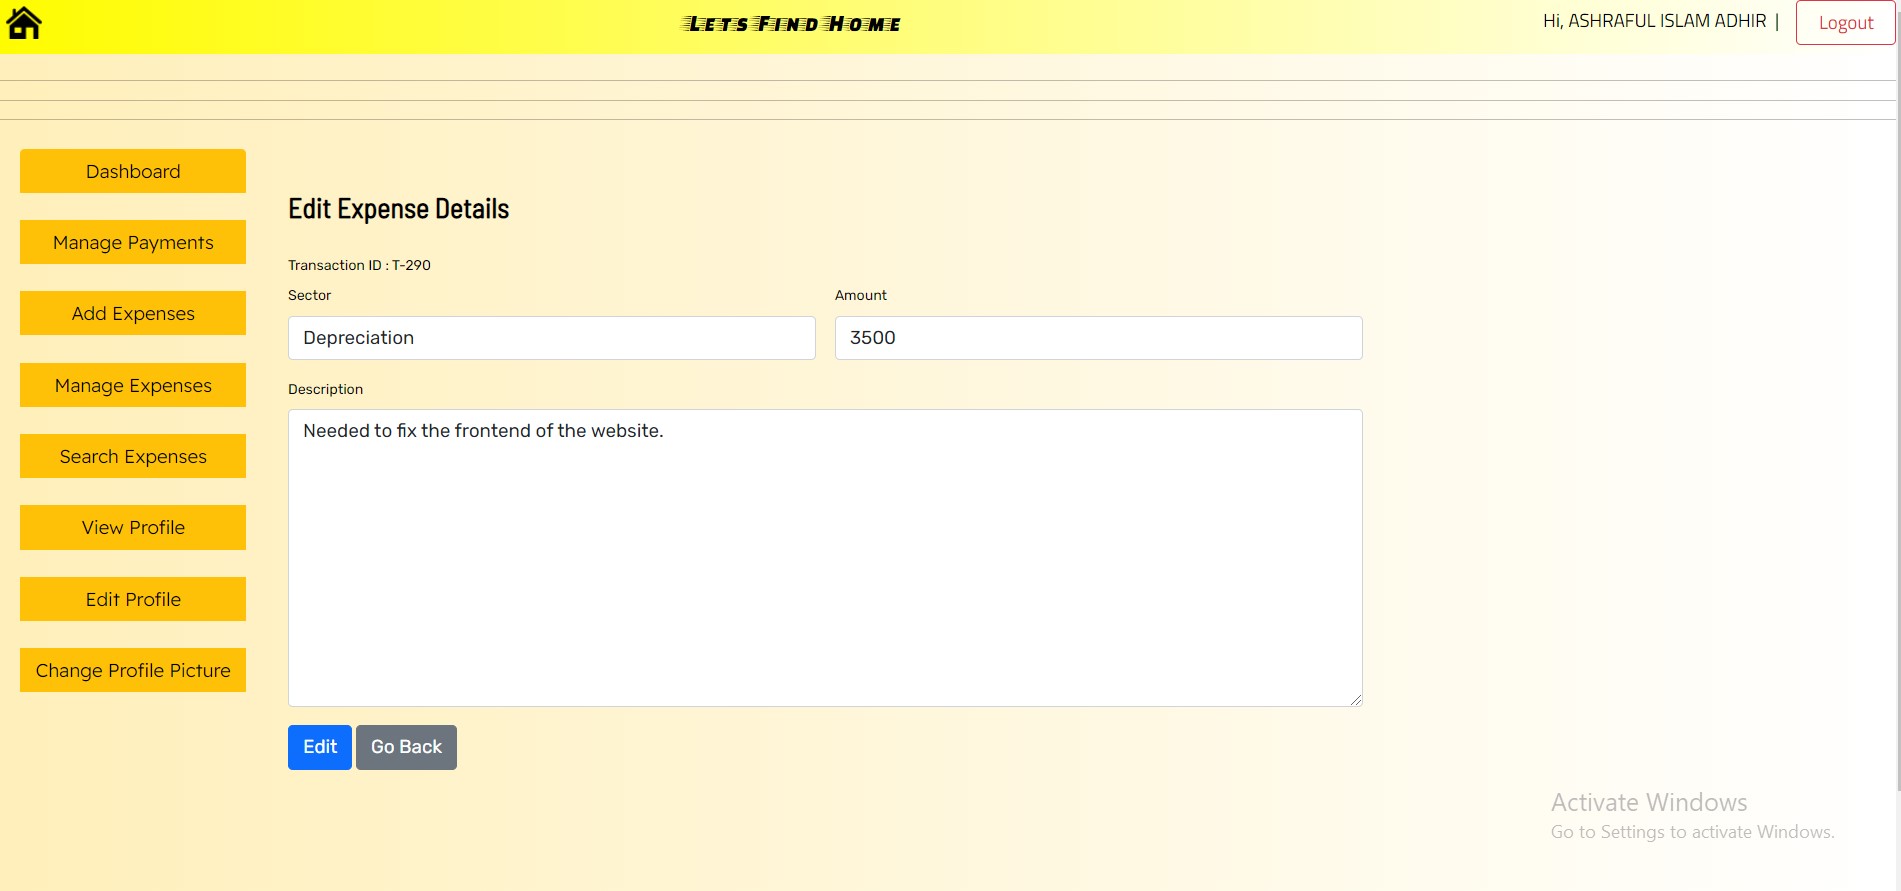 Lets Find Home
Hi, ASHRAFUL ISLAM ADHIR | Logout
Dashboard
Manage Payments
Add Expenses
Manage Expenses
Search Expenses
View Profile
Edit Profile
Change Profile Picture
Edit Expense Details
Transaction ID : T-290
Sector
Amount
Depreciation
3500
Description
Needed to fix the frontend of the website.
Edit
Go Back
Activate Windows
Go to Settings to activate Windows.